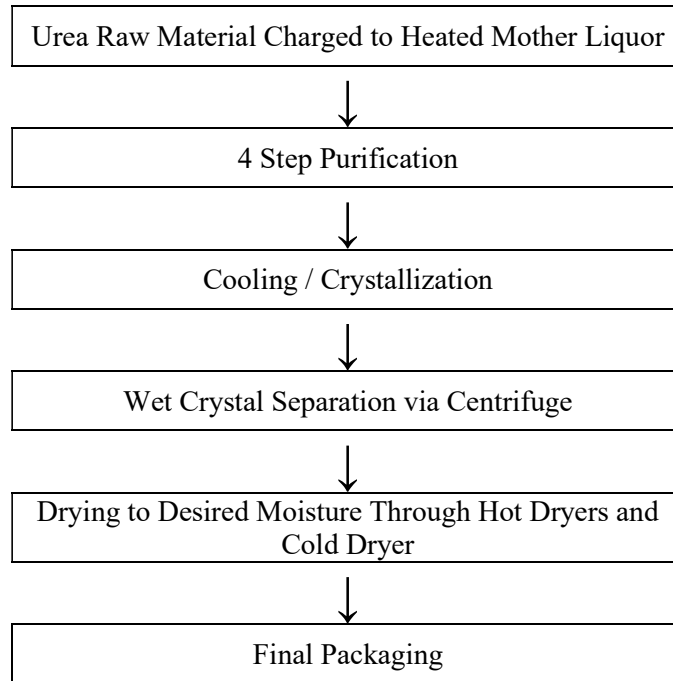 Urea Raw Material Charged to Heated Mother Liquor
4 Step Purification
Cooling / Crystallization
Wet Crystal Separation via Centrifuge
Drying to Desired Moisture Through Hot Dryers and
Cold Dryer
Final Packaging